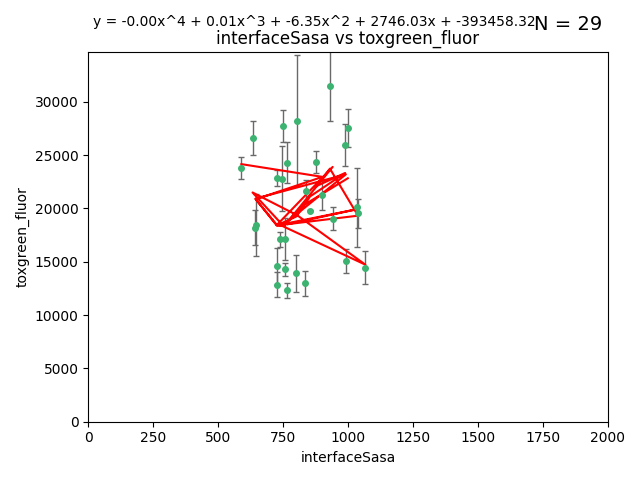 y = -0.00x^4 + 0.01x^3 + -6.35x^2 + 2746.03x + -393458.32
N = 29
interfaceSasa vs toxgreen_fluor
30000
25000
20000
15000
10000
5000
0
toxgreen_fluor
0 250 500 750 1000 1250 1500 1750 2000
interfaceSasa